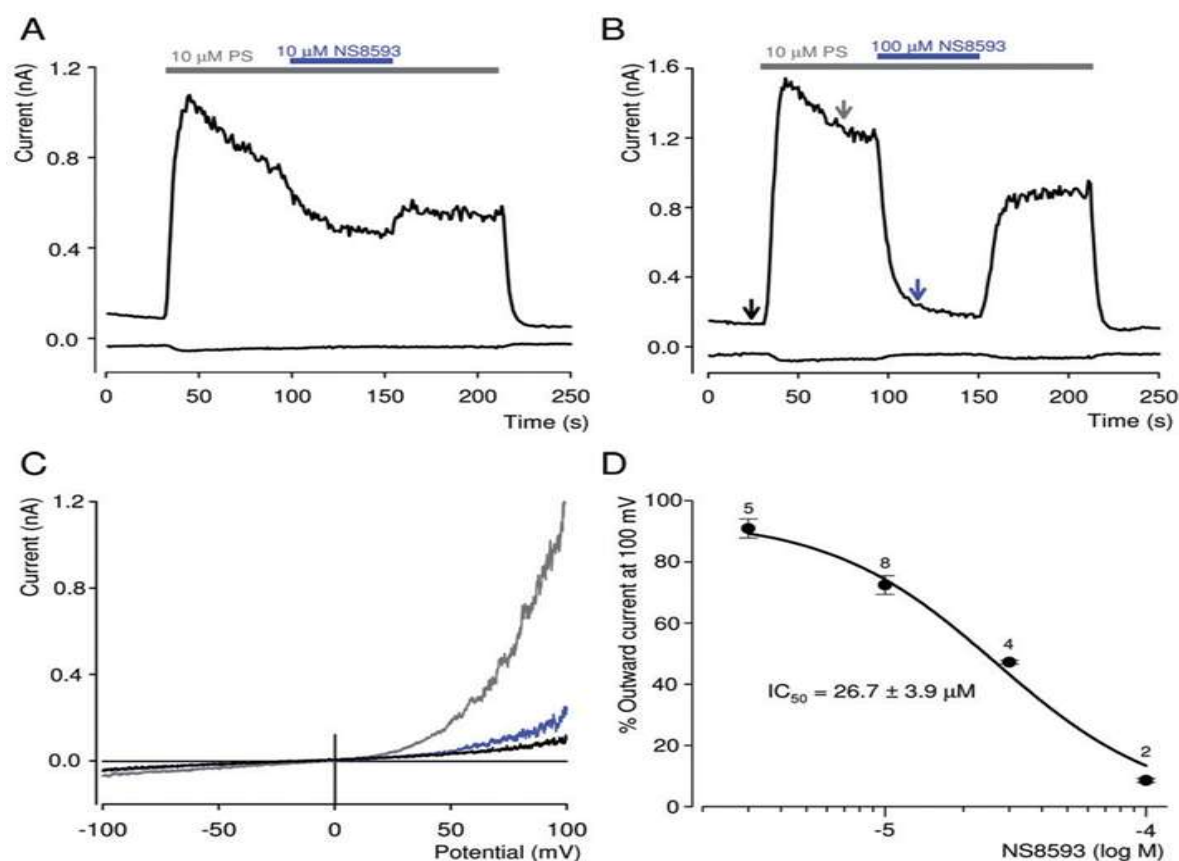 A
10 μM PS
10 μM NS8593
Current (nA)
1.2
0.8
0.4
0.0
0
50
100
150
200
250
Time (s)
B
10 μM PS
100 μM NS8593
Current (nA)
1.6
1.2
0.8
0.4
0.0
0
50
100
150
200
250
Time (s)
C
Current (nA)
1.2
0.8
0.4
0.0
-100
-50
0
50
100
Potential (mV)
D
% Outward current at 100 mV
100
80
60
40
20
0
5
8
4
2
IC50 = 26.7 ± 3.9 μM
-5
-4
NS8593 (log M)